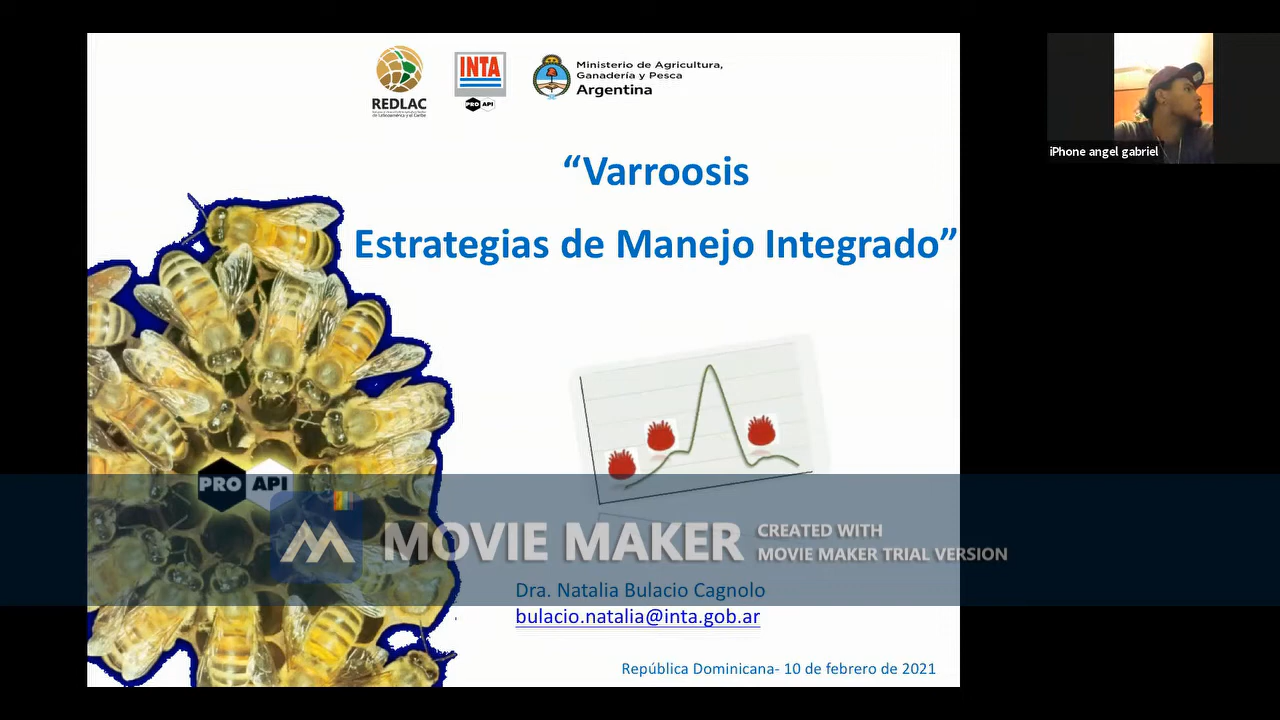 REDLAC
INTA
PRO API
Ministerio de Agricultura,
Ganadería y Pesca
Argentina
iPhone angel gabriel
“Varroosis
Estrategias de Manejo Integrado”
PRO API
MOVIE MAKER
CREATED WITH
MOVIE MAKER TRIAL VERSION
Dra. Natalia Bulacio Cagnolo
bulacio.natalia@inta.gob.ar
República Dominicana- 10 de febrero de 2021